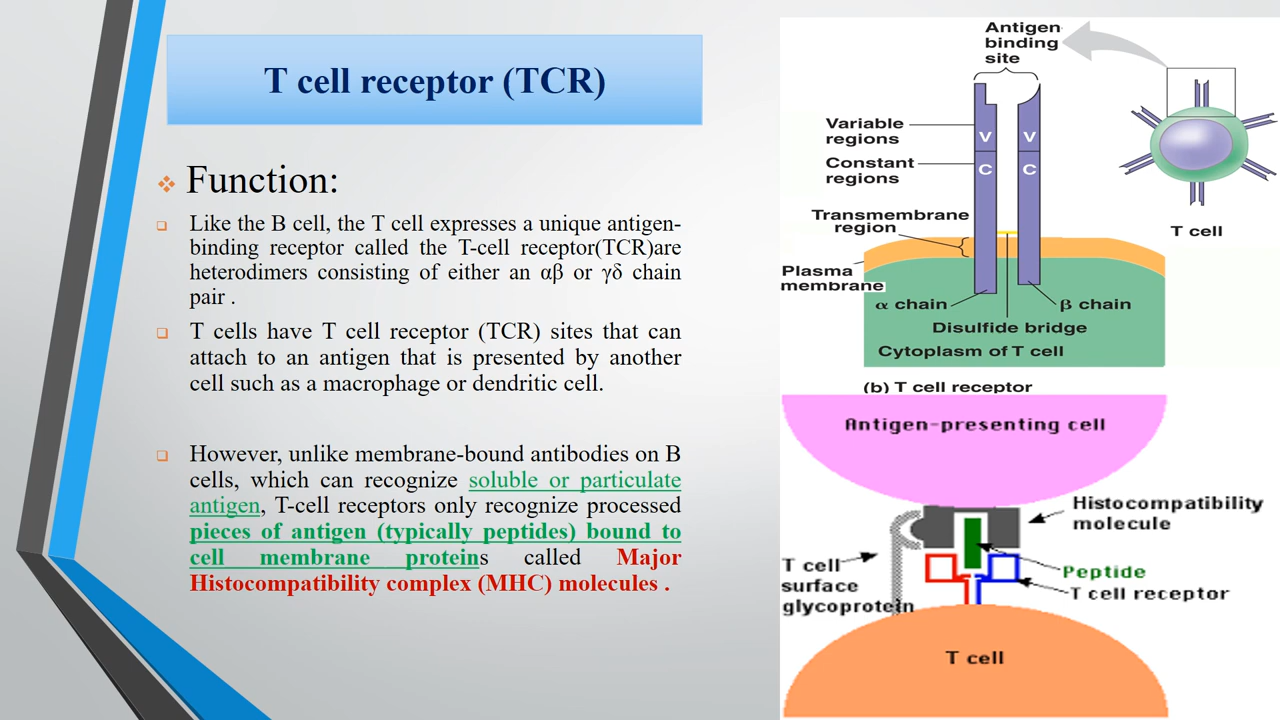 T cell receptor (TCR)
Function:
Like the B cell, the T cell expresses a unique antigen-
binding receptor called the T-cell receptor(TCR)are
heterodimers consisting of either an αβ or γδ chain
pair .
T cells have T cell receptor (TCR) sites that can
attach to an antigen that is presented by another
cell such as a macrophage or dendritic cell.
However, unlike membrane-bound antibodies on B
cells, which can recognize soluble or particulate
antigen, T-cell receptors only recognize processed
pieces of antigen (typically peptides) bound to
cell membrane proteins called Major
Histocompatibility complex (MHC) molecules .
Antigen
binding
site
Variable
regions
V V
Constant
regions
C C
Transmembrane
region
Plasma
membrane
α chain
β chain
Disulfide bridge
Cytoplasm of T cell
T cell
(b) T cell receptor
Antigen-presenting cell
Histocompatibility
molecule
T cell
surface
glycoprotein
Peptide
T cell receptor
T cell